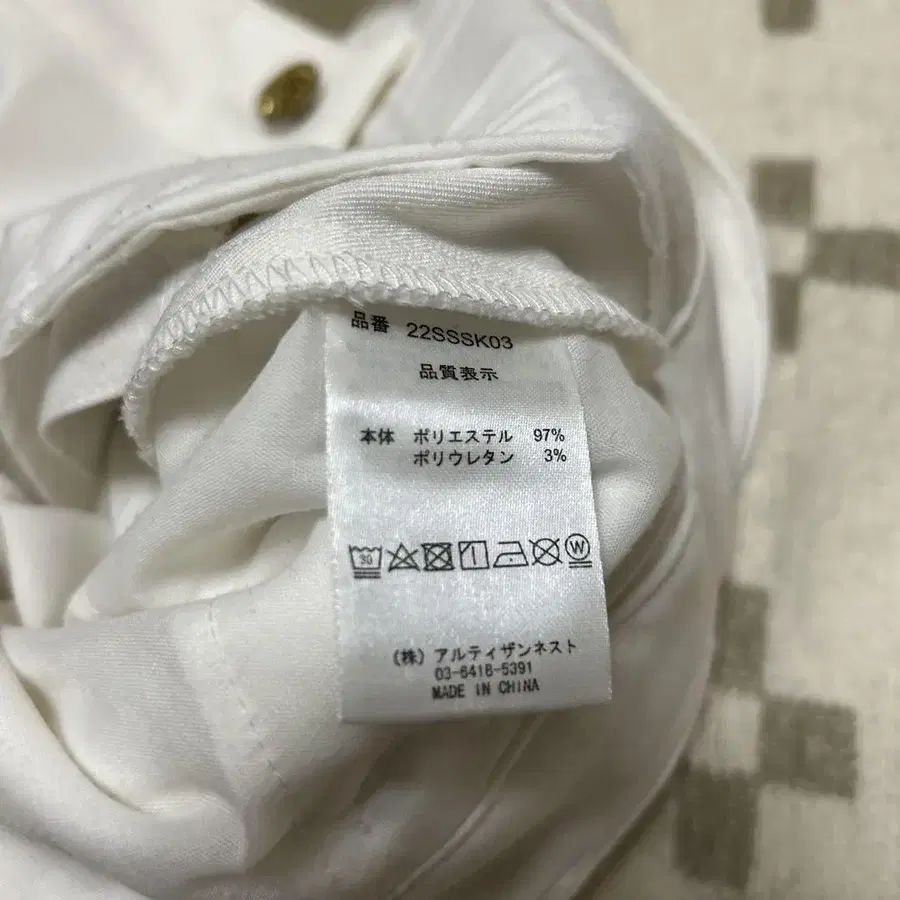 品番 22SSSK03
品質表示
本体 ポリエステル 97%
ポリウレタン 3%
30 W
(株) アルティザンネスト
03-6418-5391
MADE IN CHINA